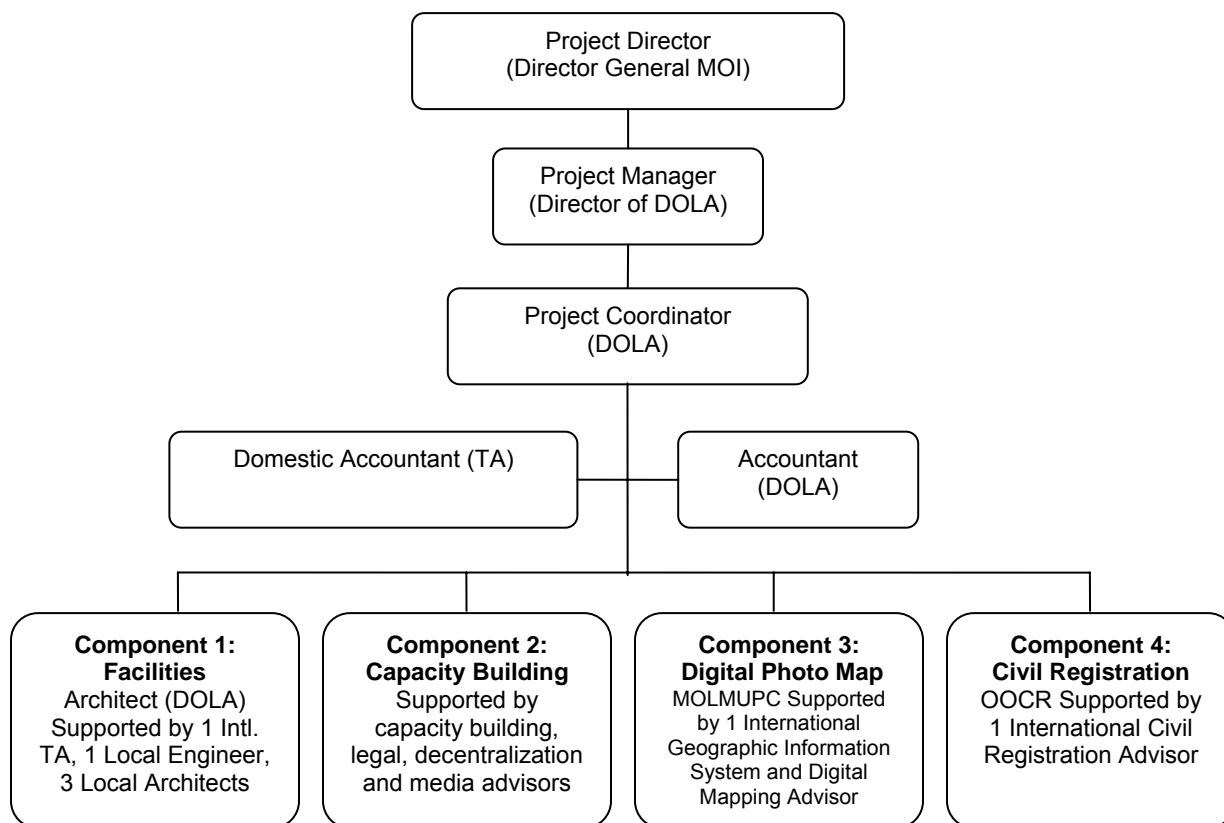 Project Director
(Director General MOI)
Project Manager
(Director of DOLA)
Project Coordinator
(DOLA)
Domestic Accountant (TA)
Accountant
(DOLA)
Component 1:
Facilities
Architect (DOLA)
Supported by 1 Intl.
TA, 1 Local Engineer,
3 Local Architects
Component 2:
Capacity Building
Supported by
capacity building,
legal, decentralization
and media advisors
Component 3:
Digital Photo Map
MOLMUPC Supported
by 1 International
Geographic Information
System and Digital
Mapping Advisor
Component 4:
Civil Registration
OOCR Supported by
1 International Civil
Registration Advisor